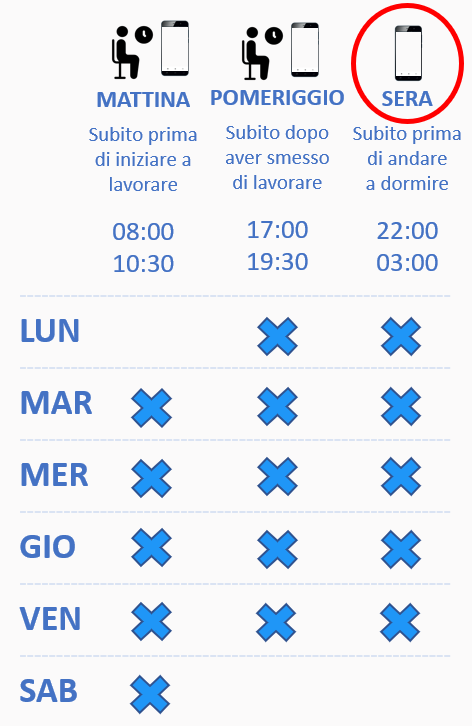 MATTINA
Subito prima
di iniziare a
lavorare
08:00
10:30
POMERIGGIO
Subito dopo
aver smesso
di lavorare
17:00
19:30
SERA
Subito prima
di andare
a dormire
22:00
03:00
LUN
MAR
MER
GIO
VEN
SAB